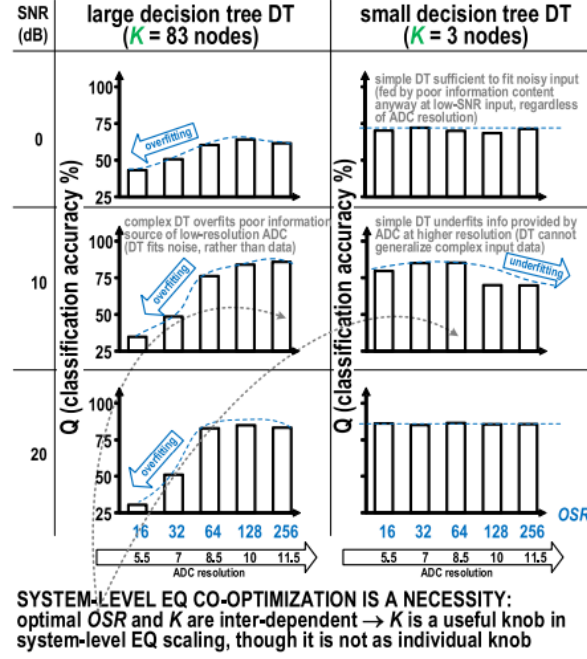 SNR
(dB)
large decision tree DT
(K = 83 nodes)
small decision tree DT
(K = 3 nodes)
0
100
75
50
25
overfitting
simple DT sufficient to fit noisy input
(fed by poor information content
anyway at low-SNR input, regardless
of ADC resolution)
10
Q (classification accuracy %)
complex DT overfits poor information
source of low-resolution ADC
(DT fits noise, rather than data)
100
75
50
25
overfitting
Q (classification accuracy %)
simple DT underfits info provided by
ADC at higher resolution (DT cannot
generalize complex input data)
underfitting
20
100
75
50
25
overfitting
16 32 64 128 256
16 32 64 128 256
OSR
5.5 7 8.5 10 11.5
ADC resolution
5.5 7 8.5 10 11.5
ADC resolution
SYSTEM-LEVEL EQ CO-OPTIMIZATION IS A NECESSITY:
optimal OSR and K are inter-dependent → K is a useful knob in
system-level EQ scaling, though it is not as individual knob